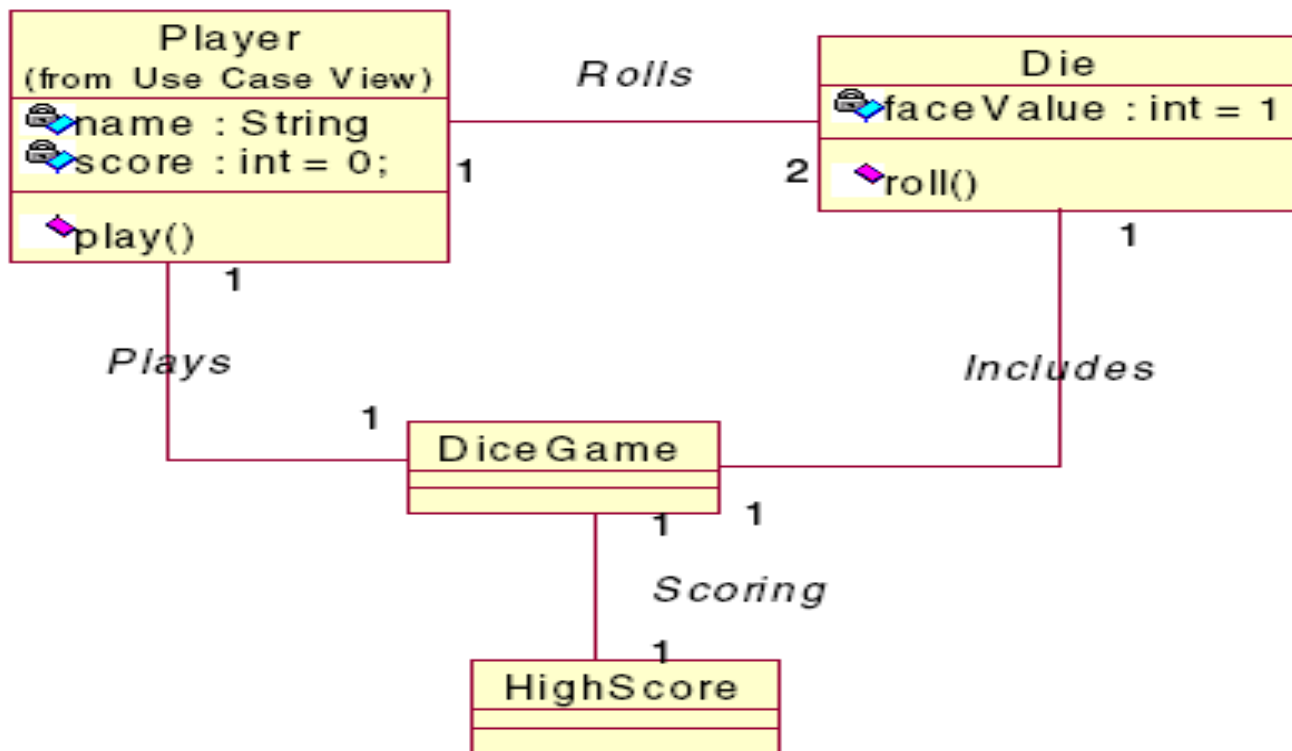 Player
(from Use Case View)
name : String
score : int = 0;
play()
Rolls
1
2
Die
faceValue : int = 1
roll()
1
1
Plays
Includes
1
DiceGame
1
1
Scoring
1
HighScore